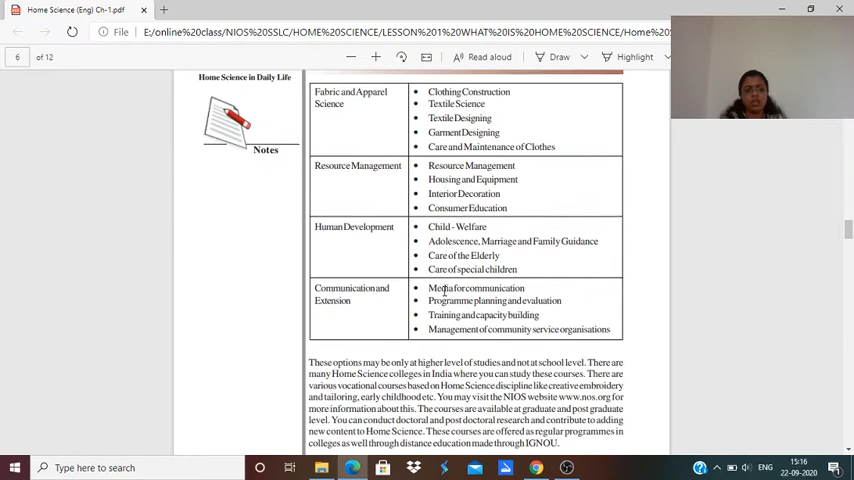 Home Science (Eng) Ch-1.pdf
File
E:/online%20class/NIOS%20SSLC/HOME%20SCIENCE/LESSON%201%20WHAT%20IS%20HOME%20SCIENCE/Home%20S
6 of 12
Read aloud
Draw
Highlight
Home Science in Daily Life
Notes
Fabric and Apparel Science
• Clothing Construction
• Textile Science
• Textile Designing
• Garment Designing
• Care and Maintenance of Clothes
Resource Management
• Resource Management
• Housing and Equipment
• Interior Decoration
• Consumer Education
Human Development
• Child - Welfare
• Adolescence, Marriage and Family Guidance
• Care of the Elderly
• Care of special children
Communication and Extension
• Media for communication
• Programme planning and evaluation
• Training and capacity building
• Management of community service organisations
These options may be only at higher level of studies and not at school level. There are
many Home Science colleges in India where you can study these courses. There are
various vocational courses based on Home Science discipline like creative embroidery
and tailoring, early childhood etc. You may visit the NIOS website www.nos.org for
more information about this. The courses are available at graduate and post graduate
level. You can conduct doctoral and post doctoral research and contribute to adding
new content to Home Science. These courses are offered as regular programmes in
colleges as well through distance education made through IGNOU.
Type here to search
ENG
15:16
22-09-2020